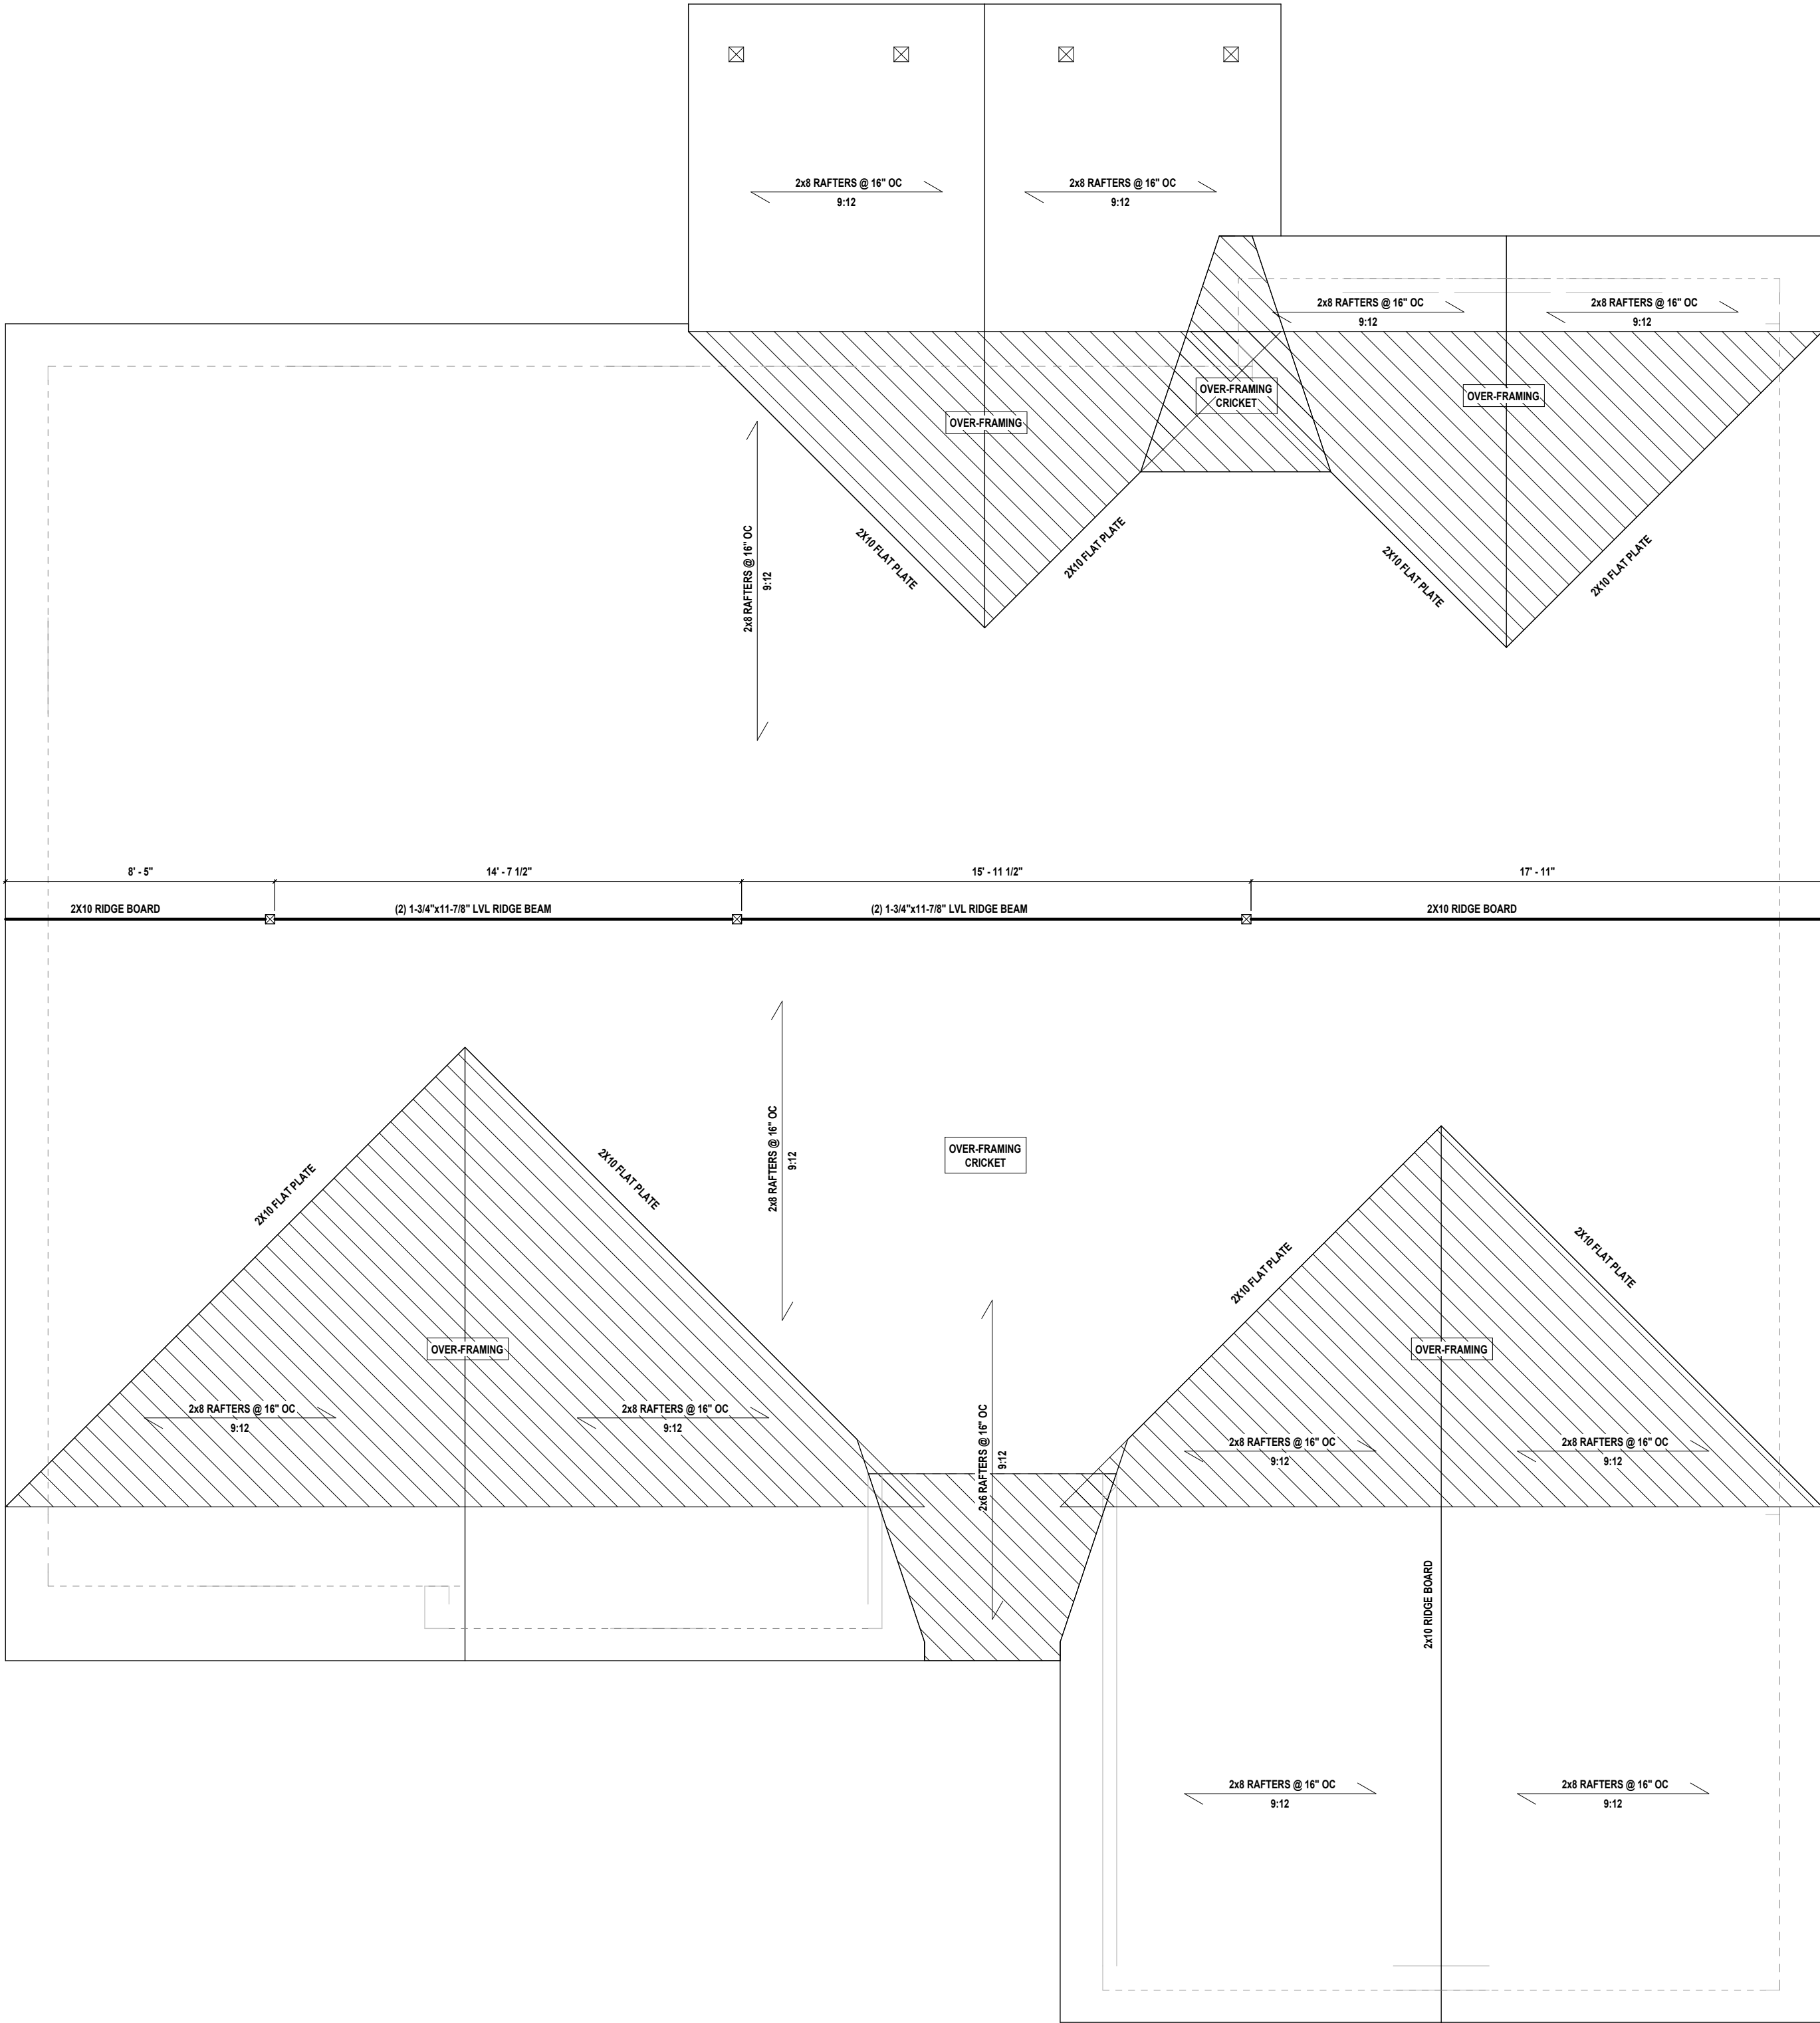 2x8 RAFTERS @ 16" OC
9:12
2x8 RAFTERS @ 16" OC
9:12
2x8 RAFTERS @ 16" OC
9:12
2x8 RAFTERS @ 16" OC
9:12
OVER-FRAMING
CRICKET
OVER-FRAMING
OVER-FRAMING
2X10 FLAT PLATE
2X10 FLAT PLATE
2X10 FLAT PLATE
2X10 FLAT PLATE
2x8 RAFTERS @ 16" OC
9:12
8' - 5"
14' - 7 1/2"
15' - 11 1/2"
17' - 11"
2X10 RIDGE BOARD
(2) 1-3/4"x11-7/8" LVL RIDGE BEAM
(2) 1-3/4"x11-7/8" LVL RIDGE BEAM
2X10 RIDGE BOARD
2x8 RAFTERS @ 16" OC
9:12
OVER-FRAMING
CRICKET
2X10 FLAT PLATE
2X10 FLAT PLATE
2X10 FLAT PLATE
2X10 FLAT PLATE
OVER-FRAMING
OVER-FRAMING
2x8 RAFTERS @ 16" OC
9:12
2x8 RAFTERS @ 16" OC
9:12
2x6 RAFTERS @ 16" OC
9:12
2x8 RAFTERS @ 16" OC
9:12
2x8 RAFTERS @ 16" OC
9:12
2x10 RIDGE BOARD
2x8 RAFTERS @ 16" OC
9:12
2x8 RAFTERS @ 16" OC
9:12